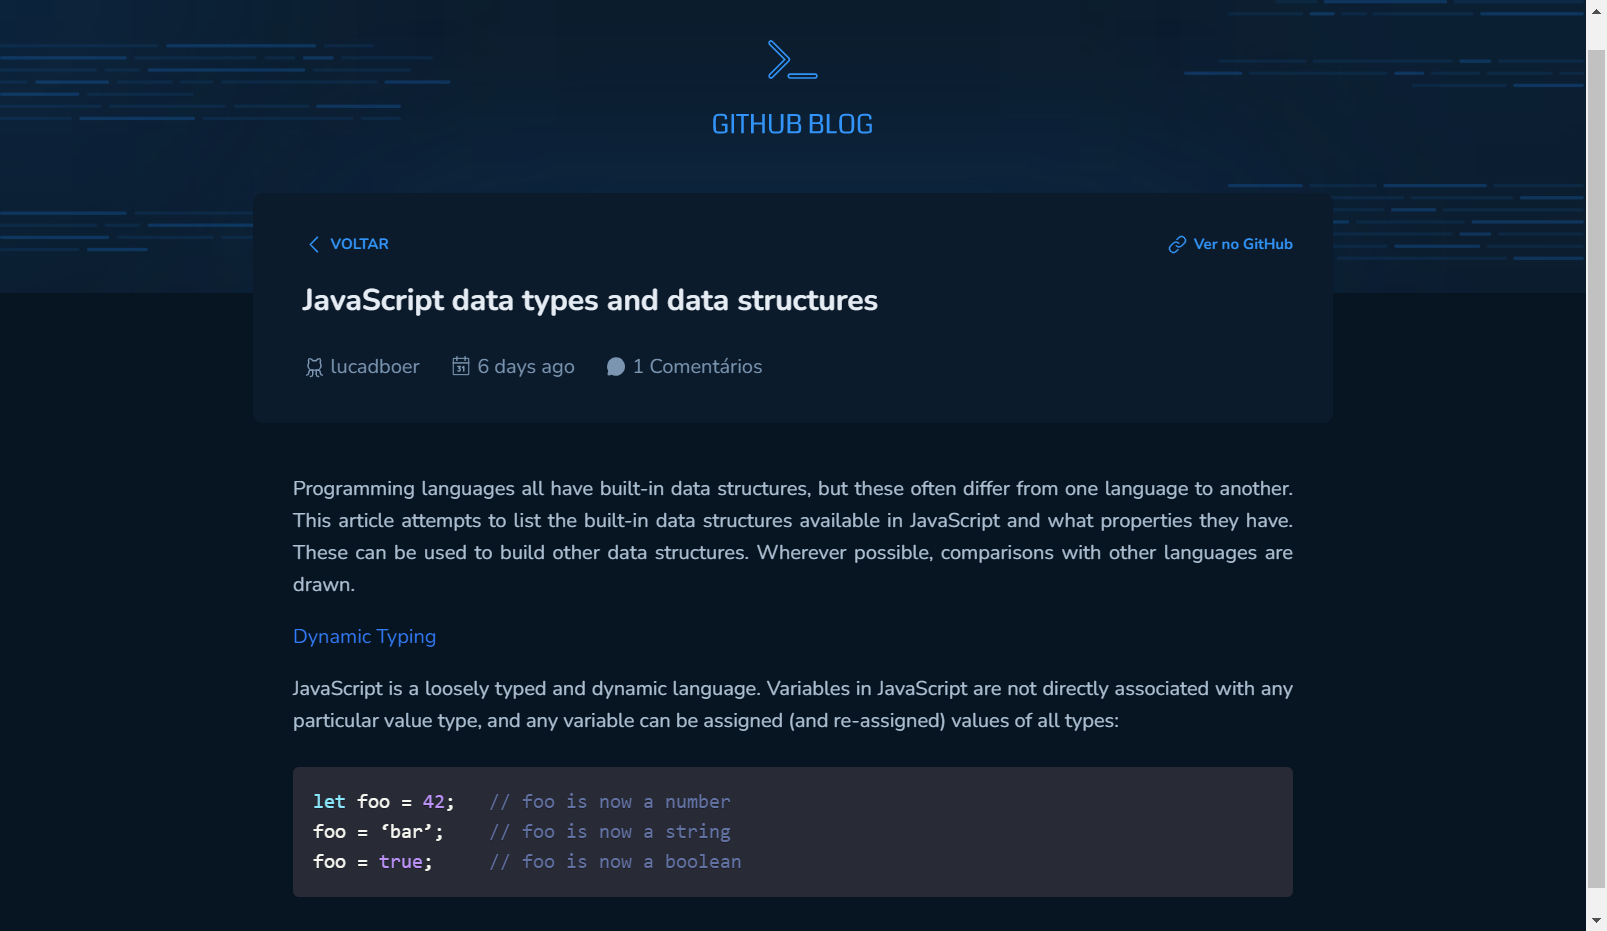 GITHUB BLOG
VOLTAR
Ver no GitHub
JavaScript data types and data structures
lucadboer
31
6 days ago
1 Comentários
Programming languages all have built-in data structures, but these often differ from one language to another.
This article attempts to list the built-in data structures available in JavaScript and what properties they have.
These can be used to build other data structures. Wherever possible, comparisons with other languages are
drawn.
Dynamic Typing
JavaScript is a loosely typed and dynamic language. Variables in JavaScript are not directly associated with any
particular value type, and any variable can be assigned (and re-assigned) values of all types:
let foo = 42;   // foo is now a number
foo = ‘bar’;    // foo is now a string
foo = true;     // foo is now a boolean